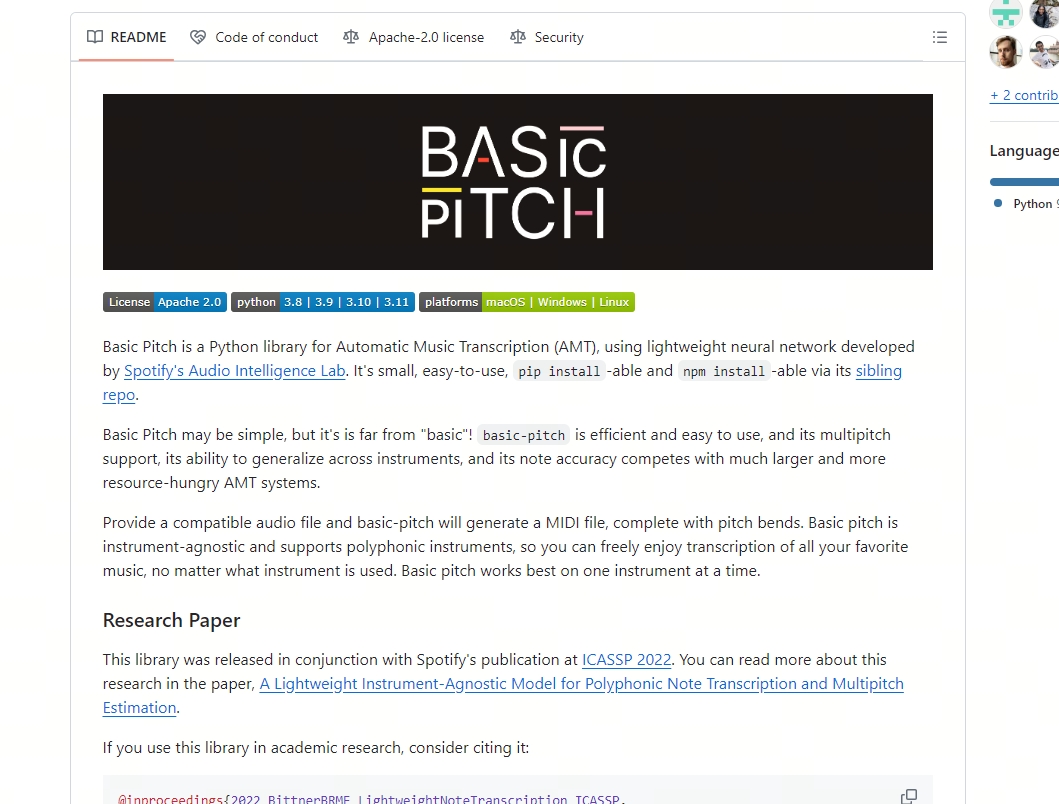 README
Code of conduct
Apache-2.0 license
Security
+ 2 contrib
Language
Python
BASIC
PITCH
License Apache 2.0 python 3.8 | 3.9 | 3.10 | 3.11 platforms macOS | Windows | Linux
Basic Pitch is a Python library for Automatic Music Transcription (AMT), using lightweight neural network developed
by Spotify's Audio Intelligence Lab. It's small, easy-to-use, pip install-able and npm install-able via its sibling
repo.
Basic Pitch may be simple, but it's is far from "basic"! basic-pitch is efficient and easy to use, and its multipitch
support, its ability to generalize across instruments, and its note accuracy competes with much larger and more
resource-hungry AMT systems.
Provide a compatible audio file and basic-pitch will generate a MIDI file, complete with pitch bends. Basic pitch is
instrument-agnostic and supports polyphonic instruments, so you can freely enjoy transcription of all your favorite
music, no matter what instrument is used. Basic pitch works best on one instrument at a time.
Research Paper
This library was released in conjunction with Spotify's publication at ICASSP 2022. You can read more about this
research in the paper, A Lightweight Instrument-Agnostic Model for Polyphonic Note Transcription and Multipitch
Estimation.
If you use this library in academic research, consider citing it:
@inproceedings{2022_BittnerBRME_LightweightNoteTranscription_ICASSP,